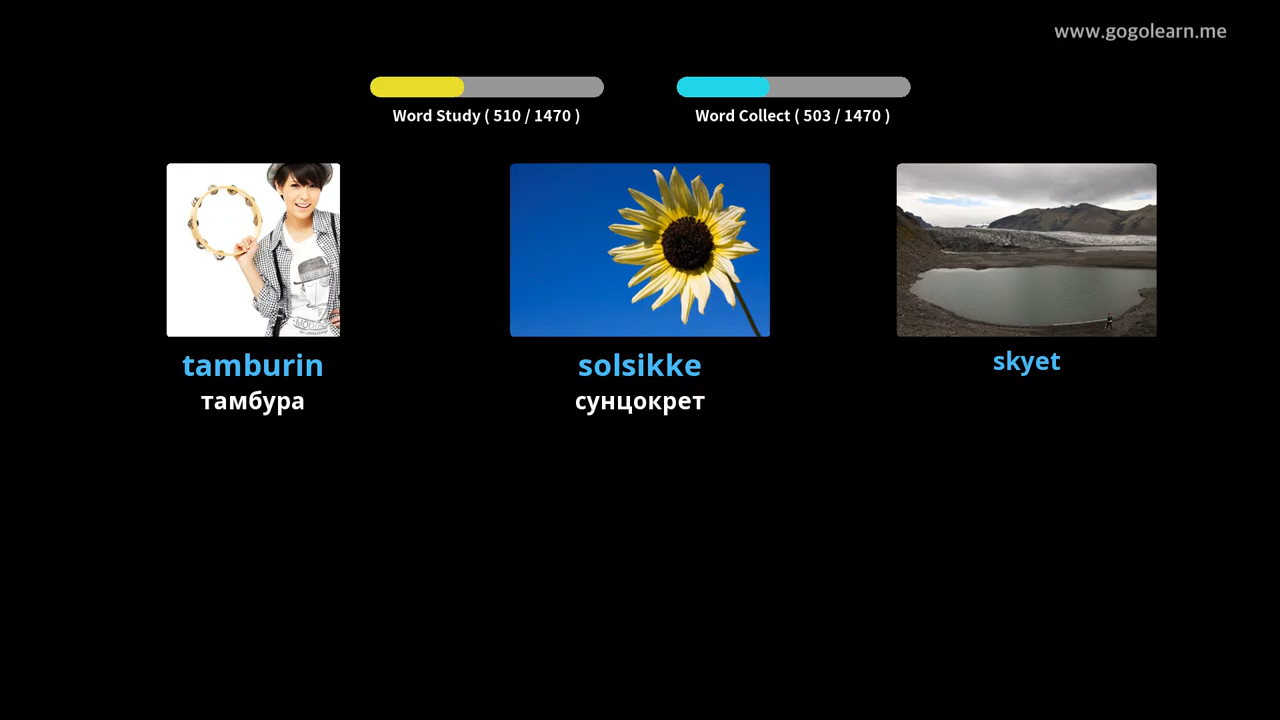 www.gogolearn.me
Word Study ( 510 / 1470 )
Word Collect ( 503 / 1470 )
tamburin
тамбура
solsikke
сунцокрет
skyet